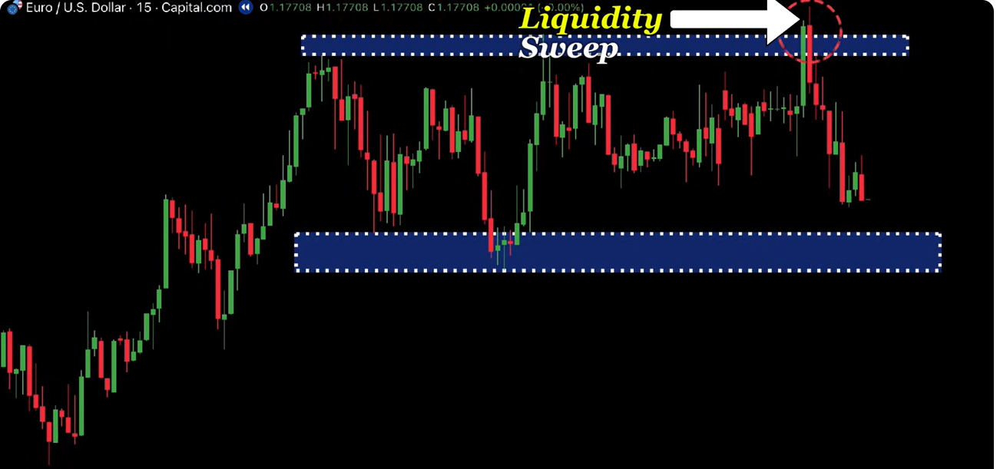 Euro / U.S. Dollar · 15 · Capital.com O1.17708 H1.17708 L1.17708 C1.17708
Liquidity
Sweep